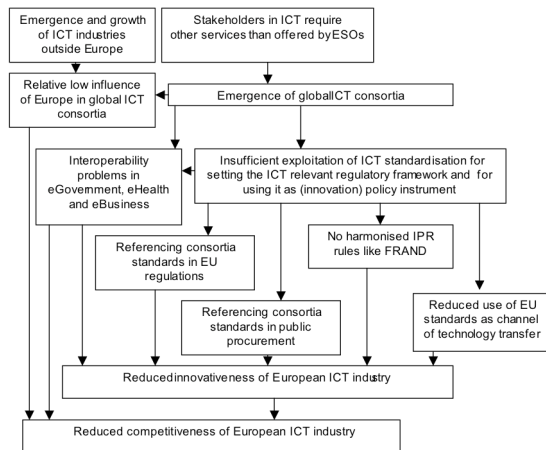 Emergence and growth
of ICT industries
outside Europe
Stakeholders in ICT require
other services than offered by ESOs
Relative low influence
of Europe in global ICT
consortia
Emergence of global ICT consortia
Interoperability
problems in
eGovernment, eHealth
and eBusiness
Insufficient exploitation of ICT standardisation for
setting the ICT relevant regulatory framework and for
using it as (innovation) policy instrument
Referencing consortia
standards in EU
regulations
No harmonised IPR
rules like FRAND
Referencing consortia
standards in public
procurement
Reduced use of EU
standards as channel
of technology transfer
Reduced innovativeness of European ICT industry
Reduced competitiveness of European ICT industry